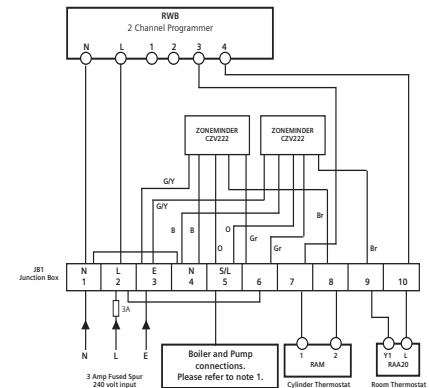 RWB
2 Channel Programmer
N L 1 2 3 4
ZONEMINDER
CZV222
ZONEMINDER
CZV222
G/Y
G/Y
B B O O Gr Gr Br Br
JB1
Junction Box
N L E N S/L
1 2 3 4 5 6 7 8 9 10
3A
N L E
3 Amp Fused Spur
240 volt input
Boiler and Pump
connections.
Please refer to note 1.
1 2
RAM
Cylinder Thermostat
Y1 L
RAA20
Room Thermostat